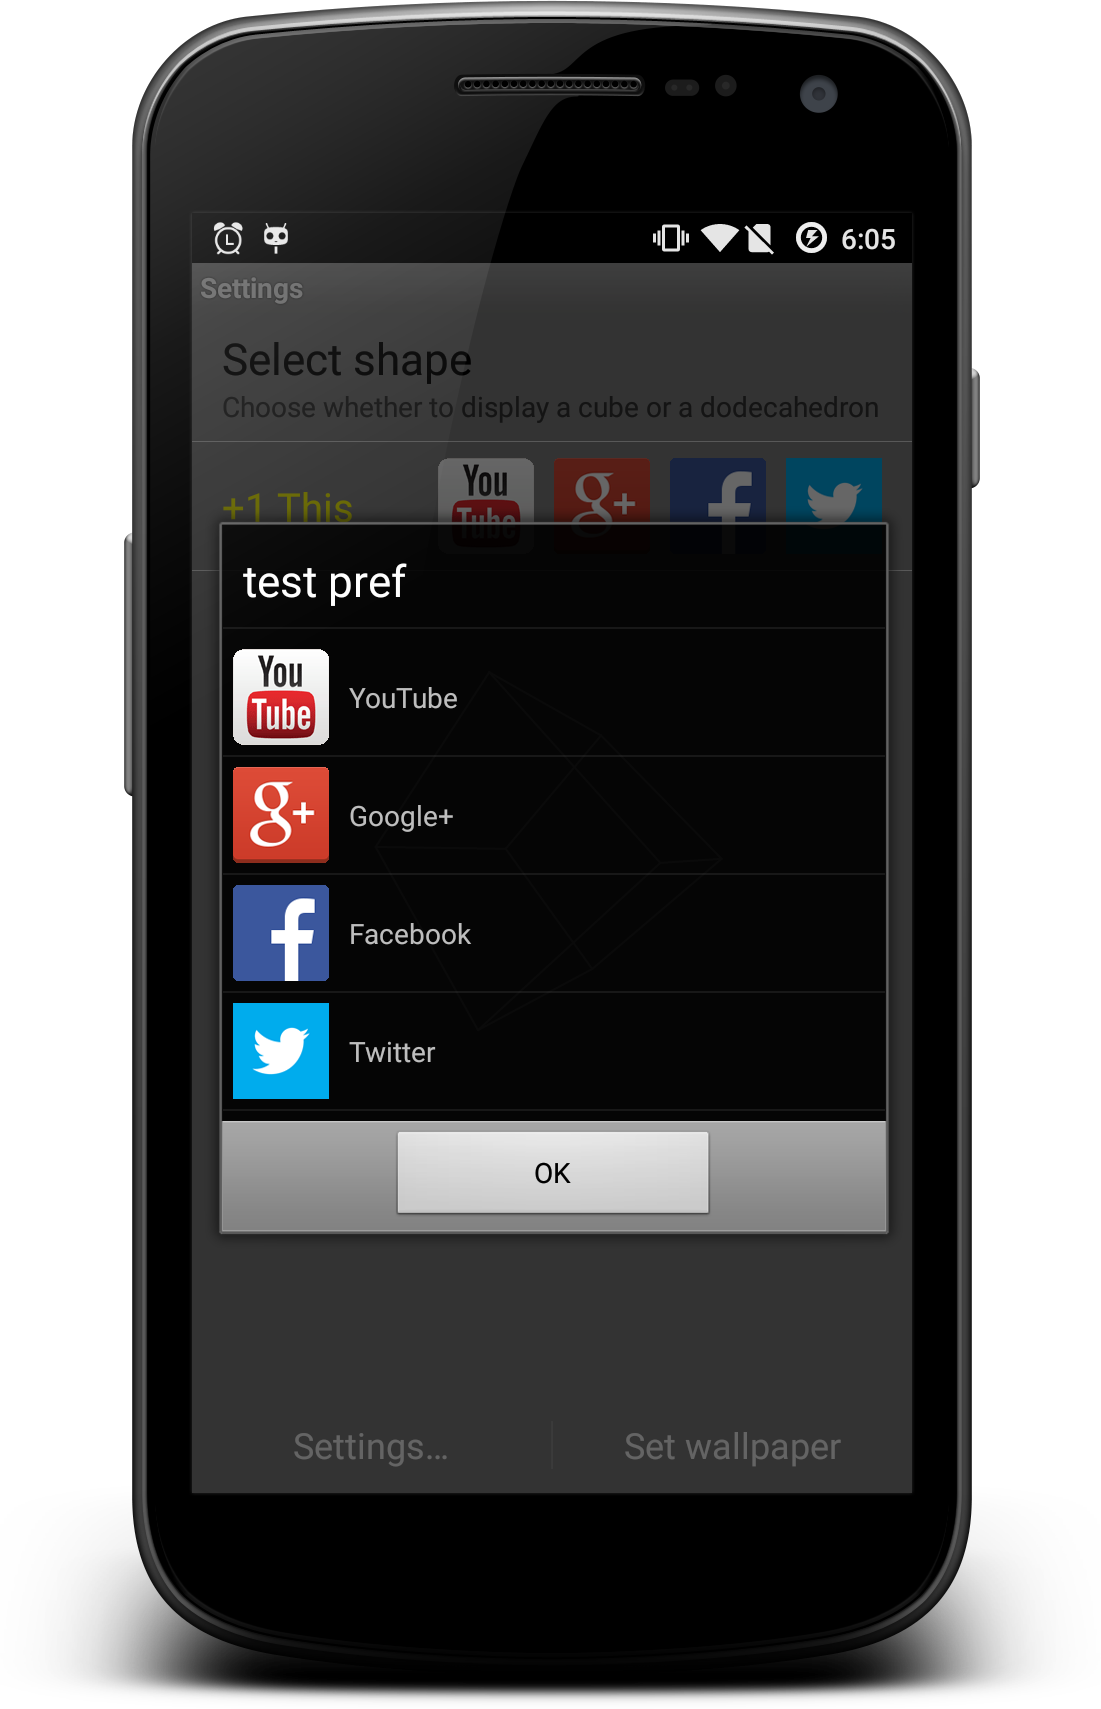 6:05
Settings
Select shape
Choose whether to display a cube or a dodecahedron
+1 This
You
Tube
g+
f
test pref
You
Tube
YouTube
g+
Google+
f
Facebook
Twitter
OK
Settings...
Set wallpaper